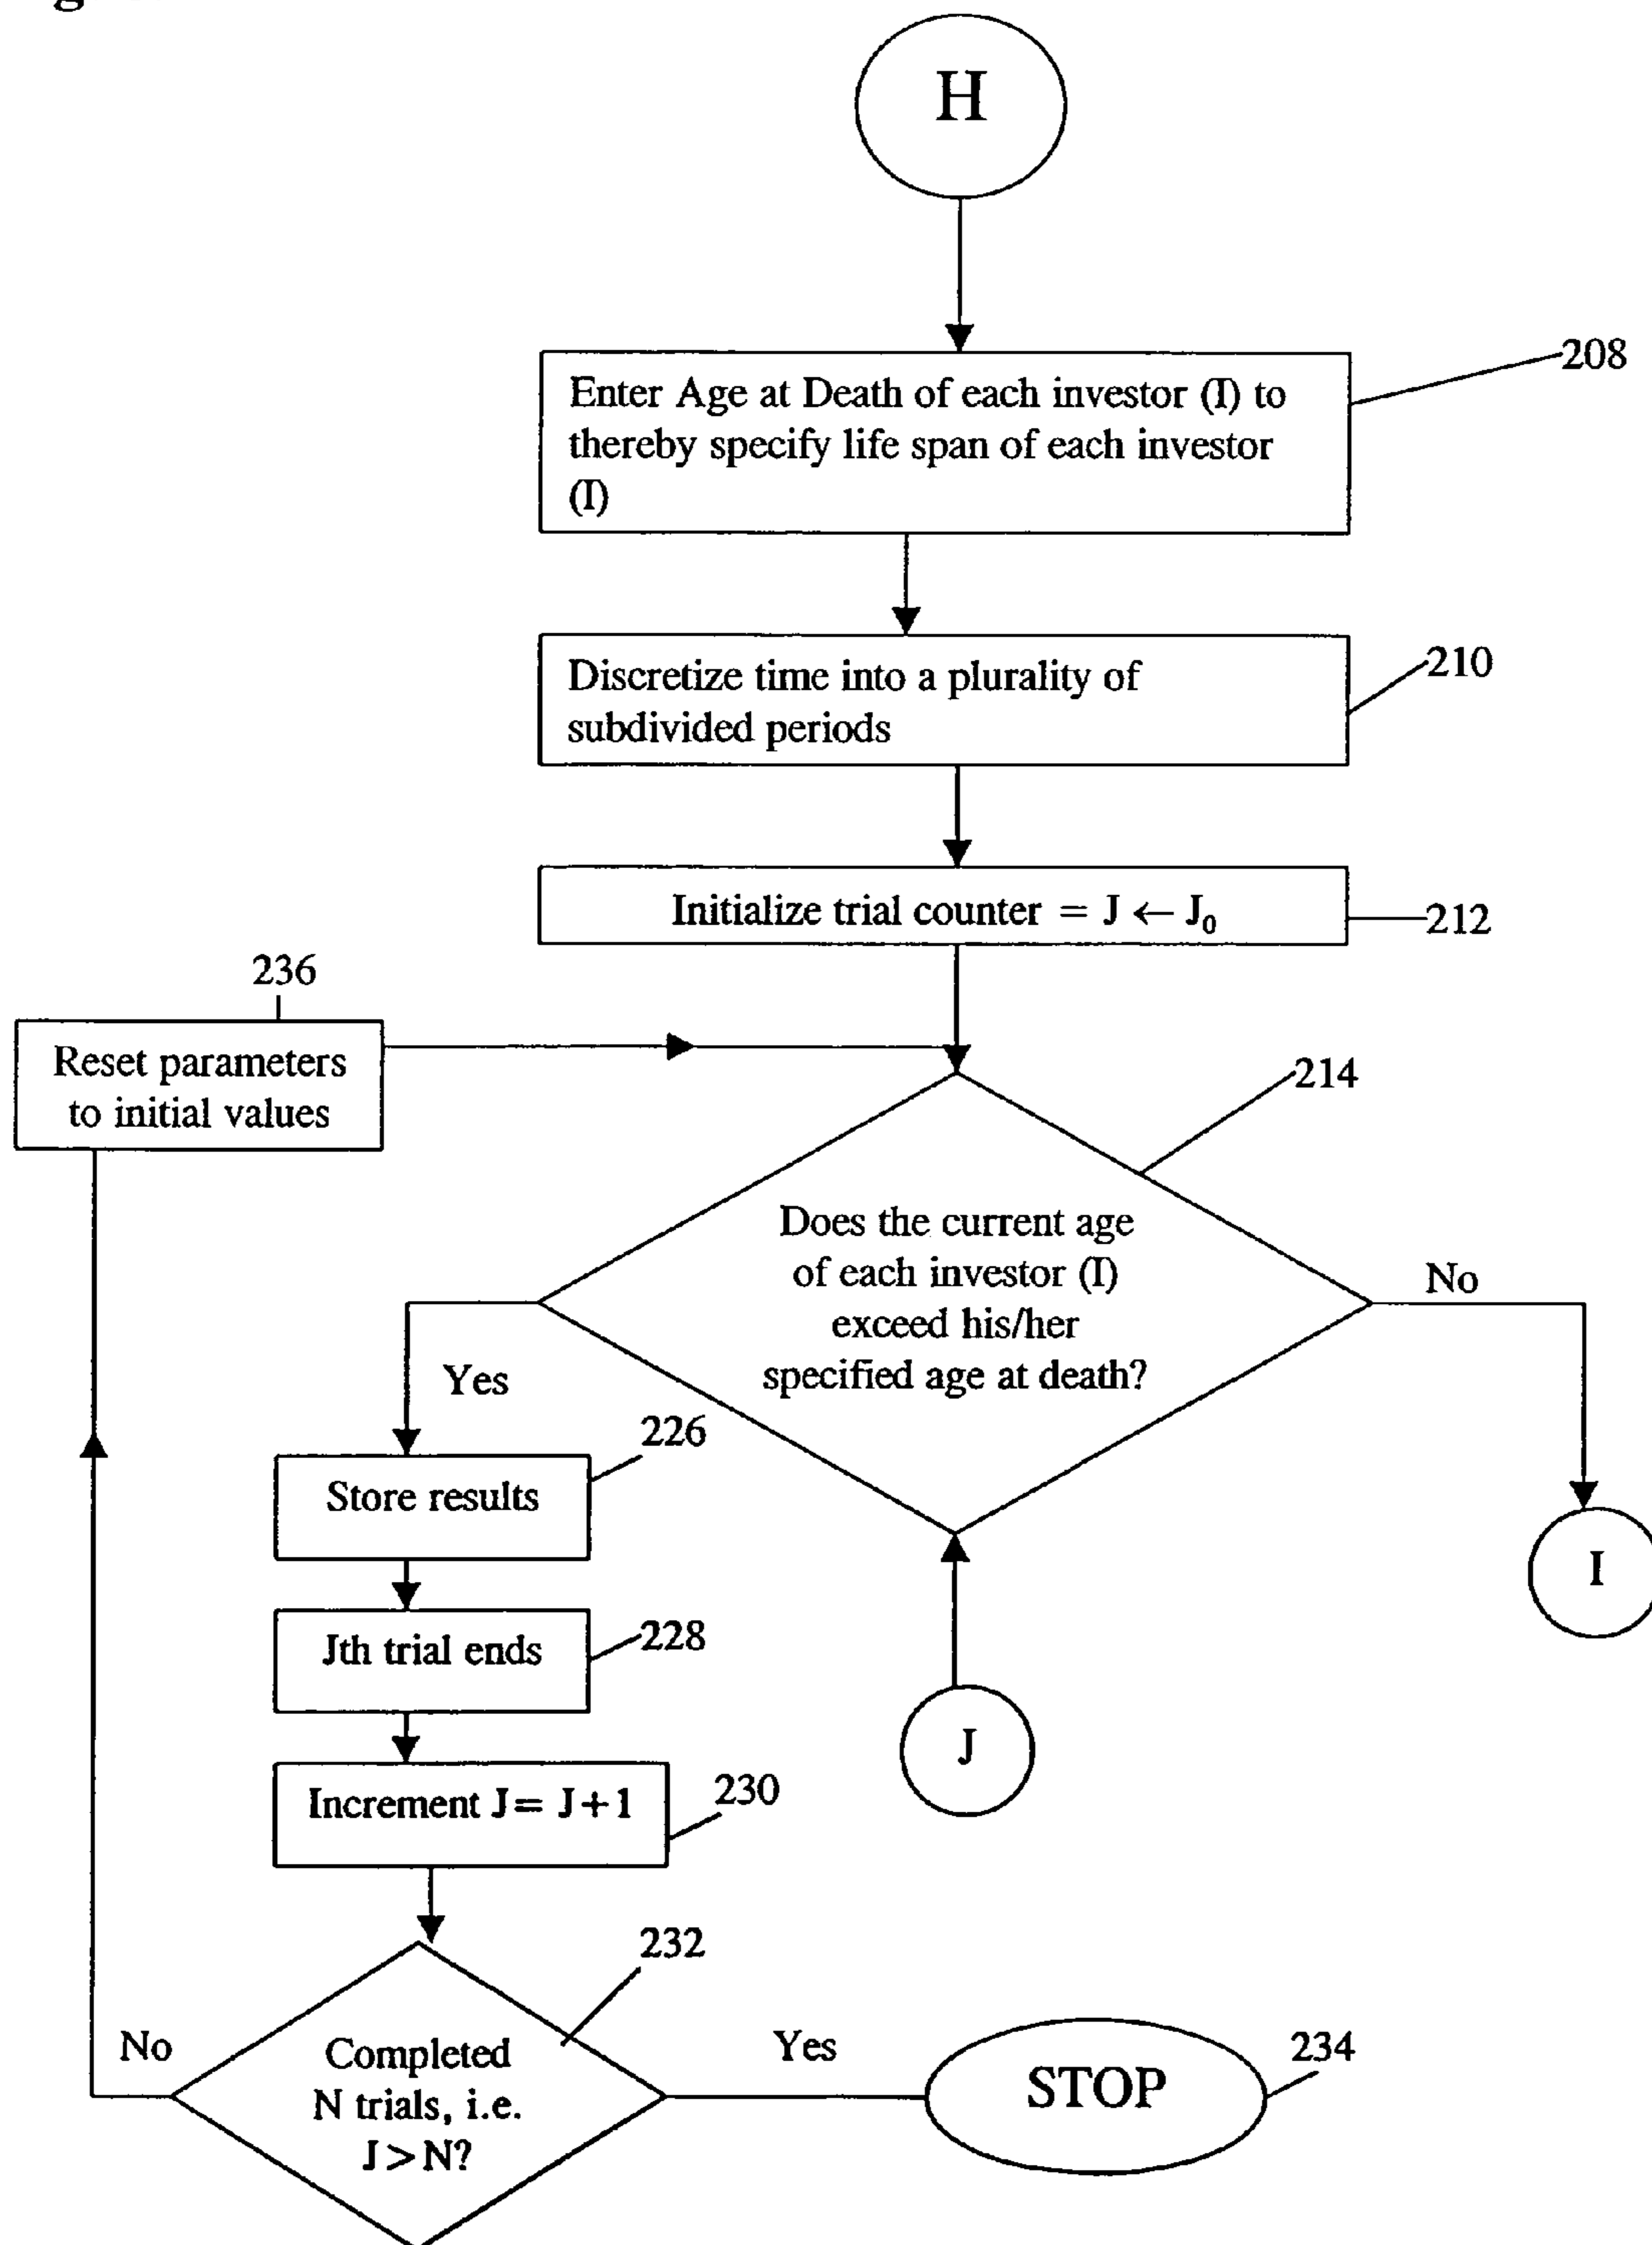 H
208
Enter Age at Death of each investor (I) to
thereby specify life span of each investor
(I)
210
Discretize time into a plurality of
subdivided periods
Initialize trial counter = J ← J₀
212
236
Reset parameters
to initial values
214
Does the current age
of each investor (I)
exceed his/her
specified age at death?
No
Yes
226
Store results
I
Jth trial ends
228
J
Increment J= J+1
230
232
No
Completed
N trials, i.e.
J>N?
Yes
STOP
234